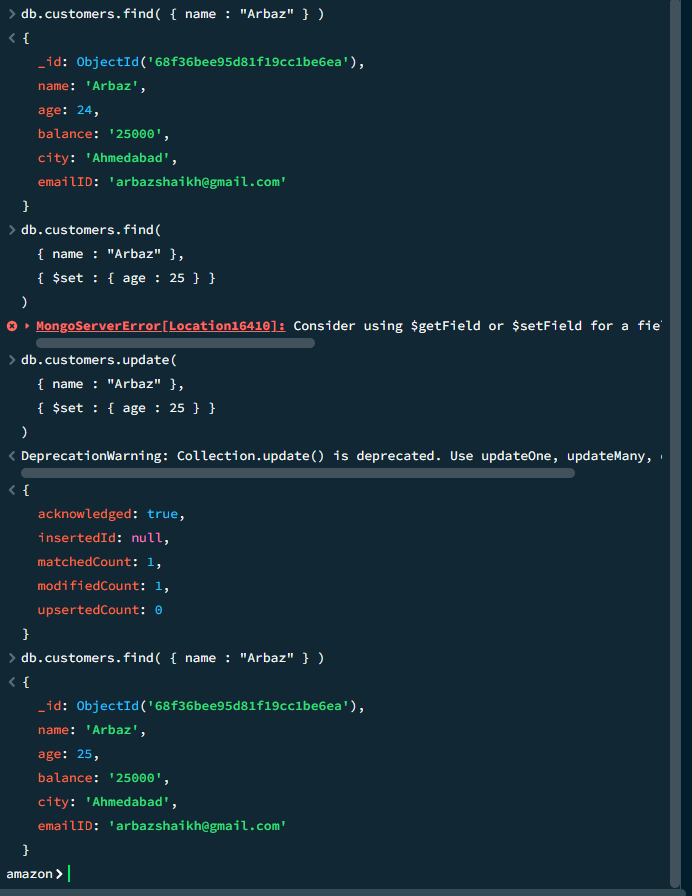 > db.customers.find( { name : "Arbaz" } )
< {
_id: ObjectId('68f36bee95d81f19cc1be6ea'),
name: 'Arbaz',
age: 24,
balance: '25000',
city: 'Ahmedabad',
emailID: 'arbazshaikh@gmail.com'
}
> db.customers.find(
{ name : "Arbaz" },
{ $set : { age : 25 } }
)
MongoServerError[Location16410]: Consider using $getField or $setField for a
> db.customers.update(
{ name : "Arbaz" },
{ $set : { age : 25 } }
)
< DeprecationWarning: Collection.update() is deprecated. Use updateOne, updateMany,
< {
acknowledged: true,
insertedId: null,
matchedCount: 1,
modifiedCount: 1,
upsertedCount: 0
}
> db.customers.find( { name : "Arbaz" } )
< {
_id: ObjectId('68f36bee95d81f19cc1be6ea'),
name: 'Arbaz',
age: 25,
balance: '25000',
city: 'Ahmedabad',
emailID: 'arbazshaikh@gmail.com'
}
amazon>